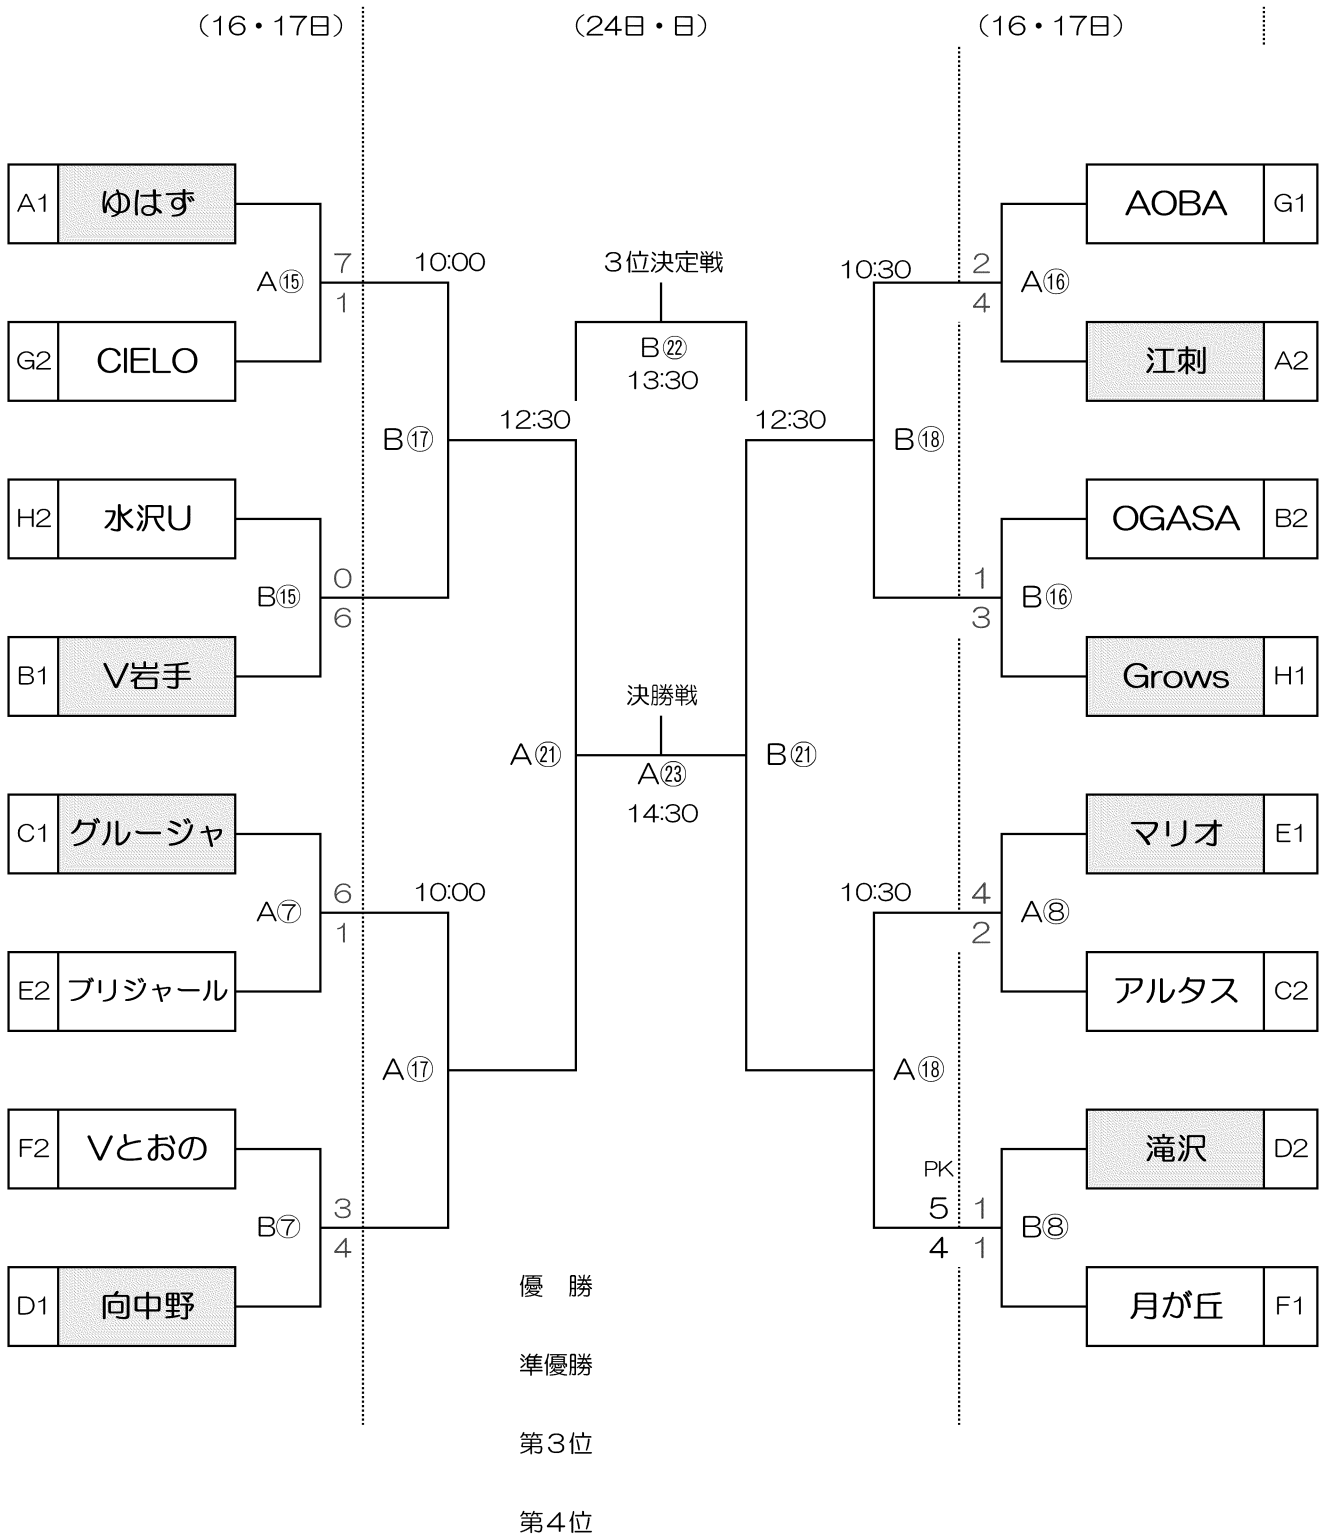 （16・17日）　（24日・日）　（16・17日）
A1 ゆはず　AOBA G1
7　10:00　３位決定戦　10:30　2
A⑮　A⑯
1　4
G2 CIELO　B㉒　江刺 A2
13:30
12:30　12:30
B⑰　B⑱
H2 水沢U　OGASA B2
0　1
B⑮　B⑯
6　3
B1 V岩手　決勝戦　Grows H1
A㉑　A㉓　B㉑
14:30
C1 グルージャ　マリオ E1
6　10:00　10:30　4
A⑦　A⑧
1　2
E2 ブリジャール　アルタス C2
A⑰　A⑱
F2 Vとおの　滝沢 D2
PK
3　5　1
B⑦　B⑧
4　4　1
D1 向中野　月が丘 F1
優　勝
準優勝
第３位
第４位